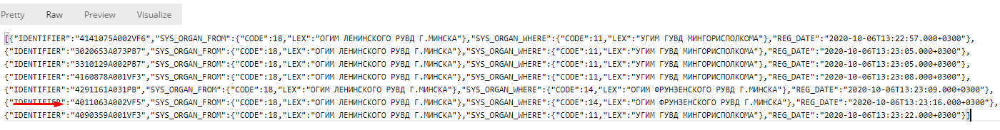 Pretty Raw Preview Visualize
[{"IDENTIFIER":"4141075A002VF6","SYS_ORGAN_FROM":{"CODE":18,"LEX":"ОГИМ ЛЕНИНСКОГО РУВД Г.МИНСКА"},"SYS_ORGAN_WHERE":{"CODE":11,"LEX":"УГИМ ГУВД МИНГОРИСПОЛКОМА"},"REG_DATE":"2020-10-06T13:22:57.000+0300"},
{"IDENTIFIER":"3020653A073PB7","SYS_ORGAN_FROM":{"CODE":18,"LEX":"ОГИМ ЛЕНИНСКОГО РУВД Г.МИНСКА"},"SYS_ORGAN_WHERE":{"CODE":11,"LEX":"УГИМ ГУВД МИНГОРИСПОЛКОМА"},"REG_DATE":"2020-10-06T13:23:05.000+0300"},
{"IDENTIFIER":"3310129A002PB7","SYS_ORGAN_FROM":{"CODE":18,"LEX":"ОГИМ ЛЕНИНСКОГО РУВД Г.МИНСКА"},"SYS_ORGAN_WHERE":{"CODE":11,"LEX":"УГИМ ГУВД МИНГОРИСПОЛКОМА"},"REG_DATE":"2020-10-06T13:23:05.000+0300"},
{"IDENTIFIER":"4160878A001VF3","SYS_ORGAN_FROM":{"CODE":18,"LEX":"ОГИМ ЛЕНИНСКОГО РУВД Г.МИНСКА"},"SYS_ORGAN_WHERE":{"CODE":11,"LEX":"УГИМ ГУВД МИНГОРИСПОЛКОМА"},"REG_DATE":"2020-10-06T13:23:08.000+0300"},
{"IDENTIFIER":"4291161A031PB","SYS_ORGAN_FROM":{"CODE":18,"LEX":"ОГИМ ЛЕНИНСКОГО РУВД Г.МИНСКА"},"SYS_ORGAN_WHERE":{"CODE":14,"LEX":"ОГИМ ФРУНЗЕНСКОГО РУВД Г.МИНСКА"},"REG_DATE":"2020-10-06T13:23:09.000+0300"},
{"IDENTIFIER":"4011063A002VF5","SYS_ORGAN_FROM":{"CODE":18,"LEX":"ОГИМ ЛЕНИНСКОГО РУВД Г.МИНСКА"},"SYS_ORGAN_WHERE":{"CODE":14,"LEX":"ОГИМ ФРУНЗЕНСКОГО РУВД Г.МИНСКА"},"REG_DATE":"2020-10-06T13:23:16.000+0300"},
{"IDENTIFIER":"4090359A001VF3","SYS_ORGAN_FROM":{"CODE":18,"LEX":"ОГИМ ЛЕНИНСКОГО РУВД Г.МИНСКА"},"SYS_ORGAN_WHERE":{"CODE":11,"LEX":"УГИМ ГУВД МИНГОРИСПОЛКОМА"},"REG_DATE":"2020-10-06T13:23:22.000+0300"}]